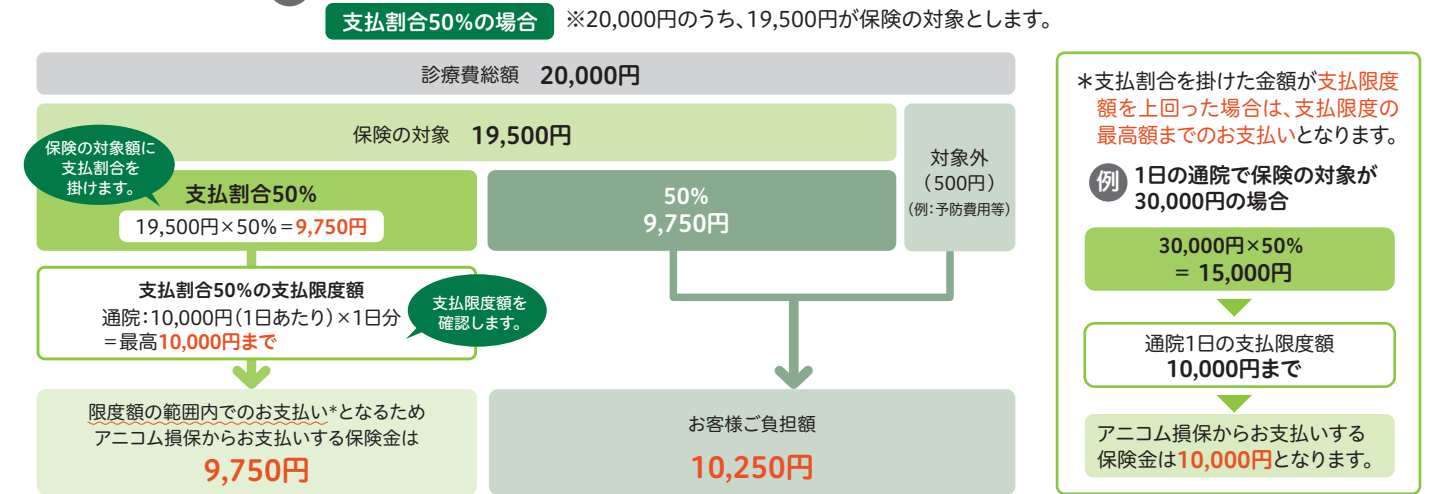 支払割合50%の場合 ※20,000円のうち、19,500円が保険の対象とします。
診療費総額 20,000円
保険の対象 19,500円
対象外
（500円）
（例：予防費用等）
保険の対象額に
支払割合を
掛けます。
支払割合50%
19,500円×50%＝9,750円
50%
9,750円
支払割合50%の支払限度額
通院：10,000円（1日あたり）×1日分
＝最高10,000円まで
支払限度額を
確認します。
限度額の範囲内でのお支払い*となるため
アニコム損保からお支払いする保険金は
9,750円
お客様ご負担額
10,250円
＊支払割合を掛けた金額が支払限度
額を上回った場合は、支払限度の
最高額までのお支払いとなります。
例 1日の通院で保険の対象が
30,000円の場合
30,000円×50%
= 15,000円
通院1日の支払限度額
10,000円まで
アニコム損保からお支払いする
保険金は10,000円となります。